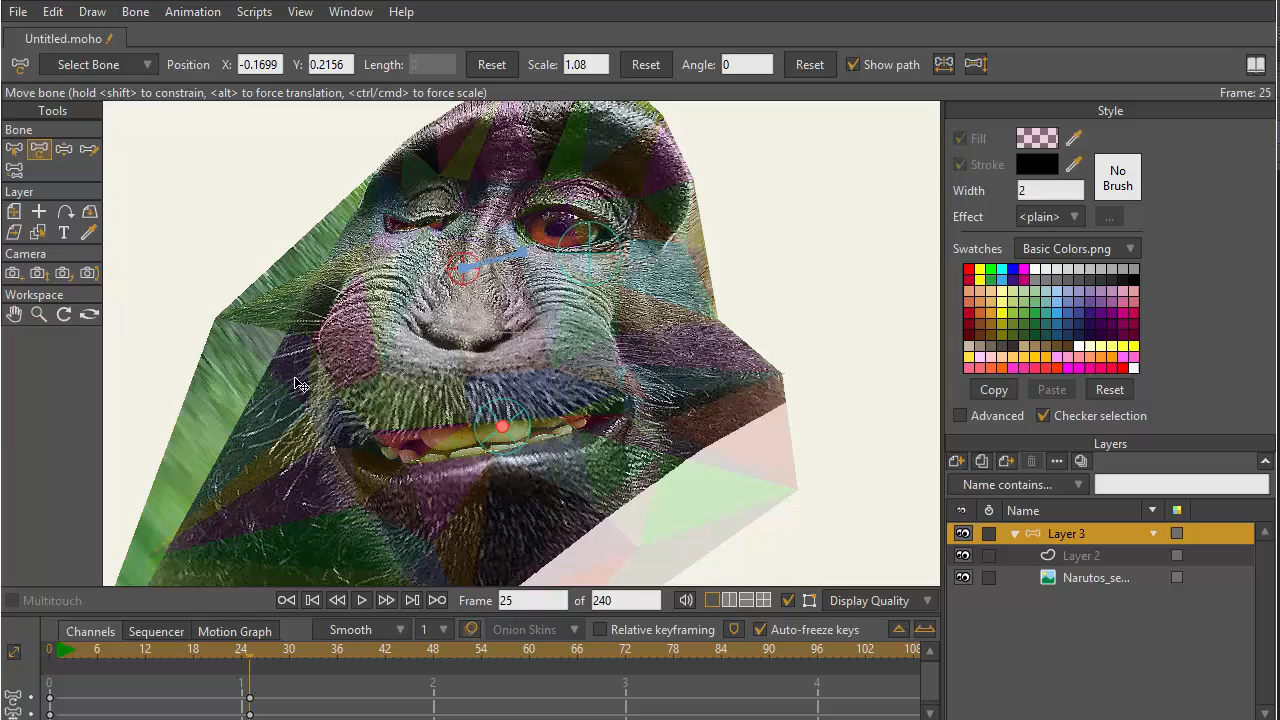 File Edit Draw Bone Animation Scripts View Window Help
Untitled.moho
Select Bone Position X: -0.1699 Y: 0.2156 Length: 0 Reset Scale: 1.08 Reset Angle: 0 Reset Show path
Move bone (hold <shift> to constrain, <alt> to force translation, <ctrl/cmd> to force scale) Frame: 25
Tools
Bone
Layer
Camera
Workspace
Style
Fill
Stroke
No Brush
Width 2
Effect <plain> ...
Swatches Basic Colors.png
Copy Paste Reset
Advanced Checker selection
Layers
Name contains...
Name
Layer 3
Layer 2
Narutos_se...
Multitouch Frame 25 of 240 Display Quality
Channels Sequencer Motion Graph Smooth 1 Onion Skins Relative keyframing Auto-freeze keys
0 6 12 18 24 30 36 42 48 54 60 66 72 78 84 90 96 102 108
0 1 2 3 4